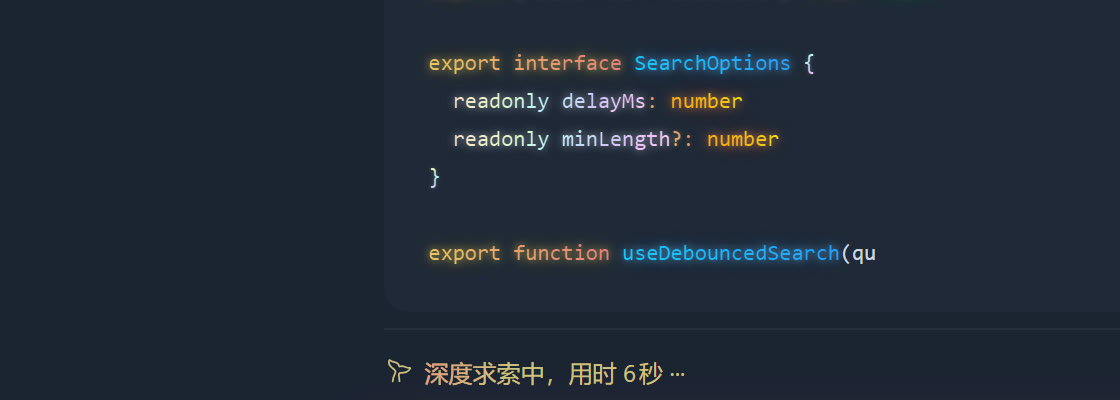 export interface SearchOptions {
  readonly delayMs: number
  readonly minLength?: number
}
export function useDebouncedSearch(qu
深度求索中，用时 6秒 ···